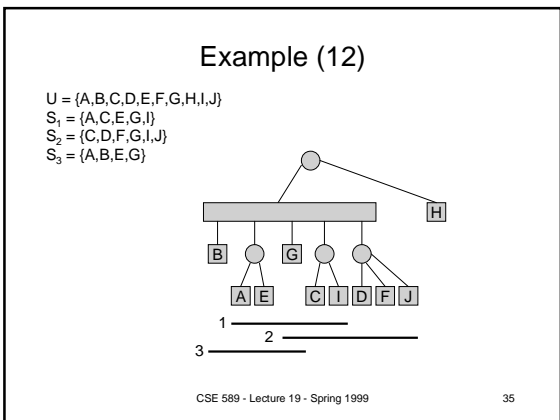 Example (12)
U = {A,B,C,D,E,F,G,H,I,J}
S1 = {A,C,E,G,I}
S2 = {C,D,F,G,I,J}
S3 = {A,B,E,G}
H
B G
A E C I D F J
1
2
3
CSE 589 - Lecture 19 - Spring 1999 35